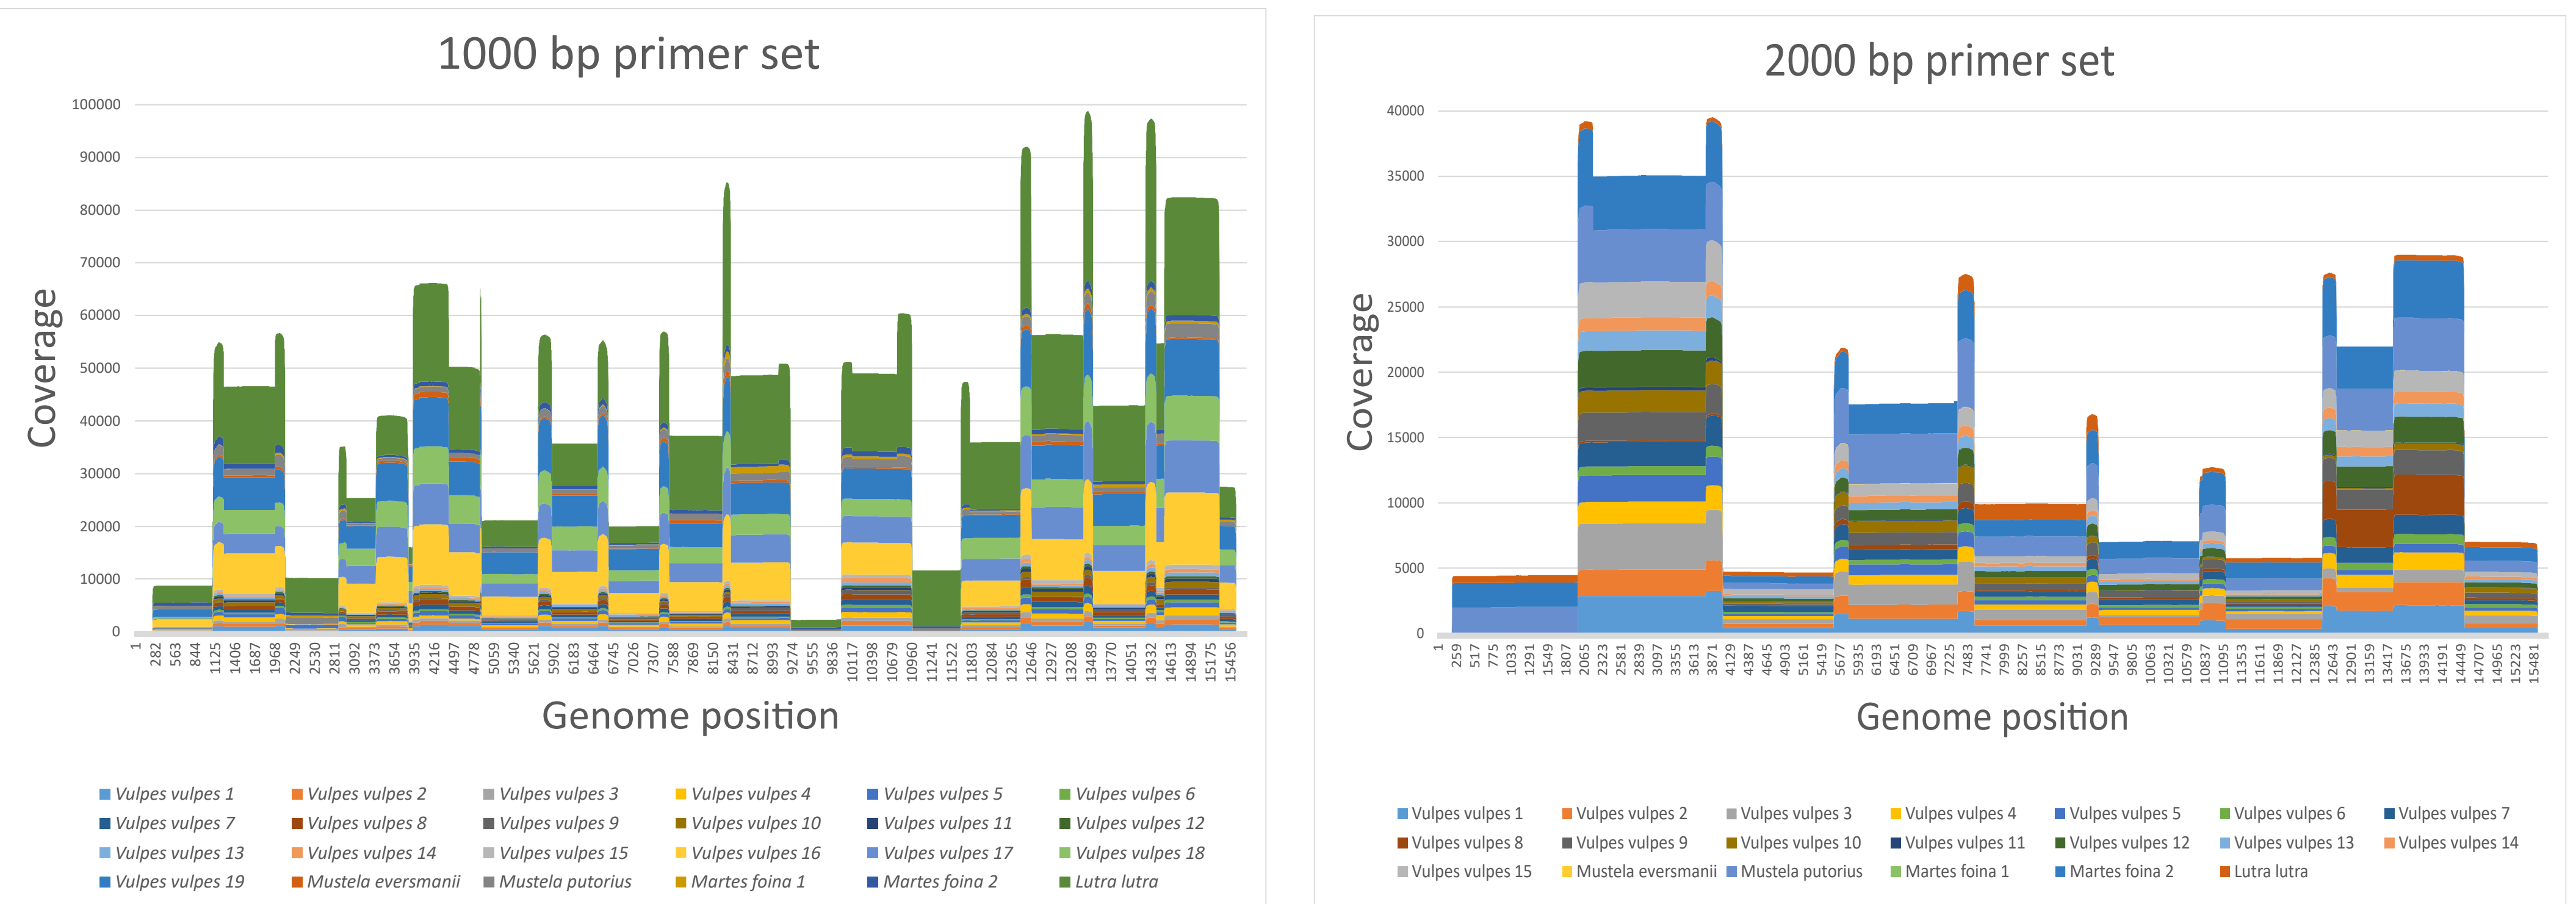 1000 bp primer set
100000
90000
80000
70000
60000
50000
40000
30000
20000
10000
0
Coverage
1 282 563 844 1125 1406 1687 1968 2249 2530 2811 3092 3373 3654 3935 4216 4497 4778 5059 5340 5621 5902 6183 6464 6745 7026 7307 7588 7869 8150 8431 8712 8993 9274 9555 9836 10117 10398 10679 10960 11241 11522 11803 12084 12365 12646 12927 13208 13489 13770 14051 14332 14613 14894 15175 15456
Genome position
Vulpes vulpes 1 Vulpes vulpes 2 Vulpes vulpes 3 Vulpes vulpes 4 Vulpes vulpes 5 Vulpes vulpes 6
Vulpes vulpes 7 Vulpes vulpes 8 Vulpes vulpes 9 Vulpes vulpes 10 Vulpes vulpes 11 Vulpes vulpes 12
Vulpes vulpes 13 Vulpes vulpes 14 Vulpes vulpes 15 Vulpes vulpes 16 Vulpes vulpes 17 Vulpes vulpes 18
Vulpes vulpes 19 Mustela eversmanii Mustela putorius Martes foina 1 Martes foina 2 Lutra lutra
2000 bp primer set
40000
35000
30000
25000
20000
15000
10000
5000
0
Coverage
1 259 517 775 1033 1291 1549 1807 2065 2323 2581 2839 3097 3355 3613 3871 4129 4387 4645 4903 5161 5419 5677 5935 6193 6451 6709 6967 7225 7483 7741 7999 8257 8515 8773 9031 9289 9547 9805 10063 10321 10579 10837 11095 11353 11611 11869 12127 12385 12643 12901 13159 13417 13675 13933 14191 14449 14707 14965 15223 15481
Genome position
Vulpes vulpes 1 Vulpes vulpes 2 Vulpes vulpes 3 Vulpes vulpes 4 Vulpes vulpes 5 Vulpes vulpes 6 Vulpes vulpes 7
Vulpes vulpes 8 Vulpes vulpes 9 Vulpes vulpes 10 Vulpes vulpes 11 Vulpes vulpes 12 Vulpes vulpes 13 Vulpes vulpes 14
Vulpes vulpes 15 Mustela eversmanii Mustela putorius Martes foina 1 Martes foina 2 Lutra lutra